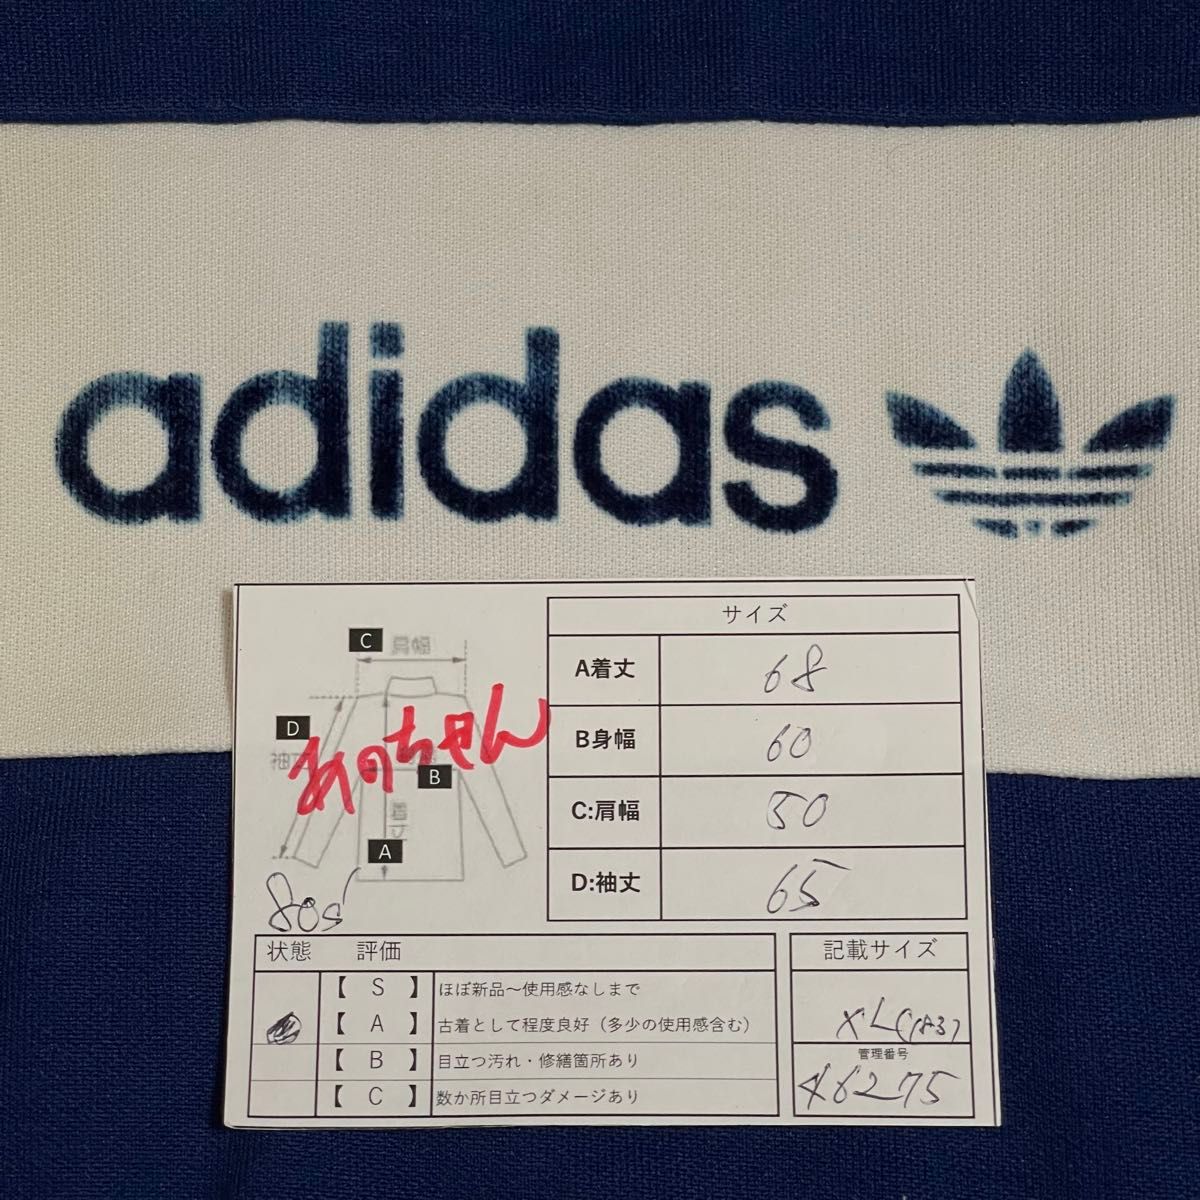 adidas
サイズ
A着丈 68
B身幅 60
C:肩幅 50
D:袖丈 65
C 肩幅
D 袖丈
あのちゃん
B
着丈
A
80s
状態 評価
【 S 】 ほぼ新品～使用感なしまで
【 A 】 古着として程度良好（多少の使用感含む）
【 B 】 目立つ汚れ・修繕箇所あり
【 C 】 数か所目立つダメージあり
記載サイズ
XL(183)
管理番号
46275